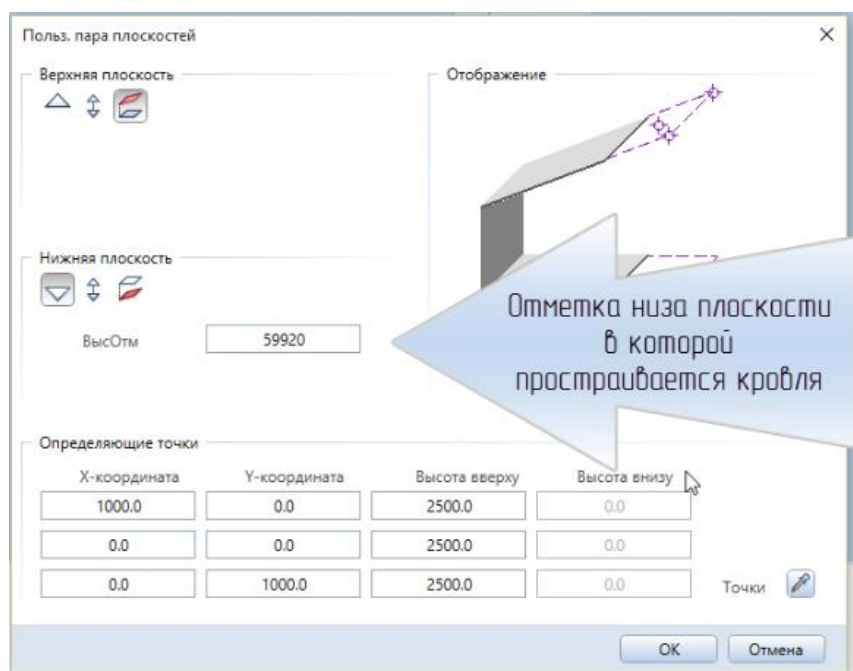 Польз. пара плоскостей
Верхняя плоскость
Отображение
Нижняя плоскость
ВысОтм 59920
Отметка низа плоскости
в которой
простраивается кровля
Определяющие точки
X-координата Y-координата Высота вверху Высота внизу
1000.0 0.0 2500.0 0.0
0.0 0.0 2500.0 0.0
0.0 1000.0 2500.0 0.0 Точки
OK Отмена